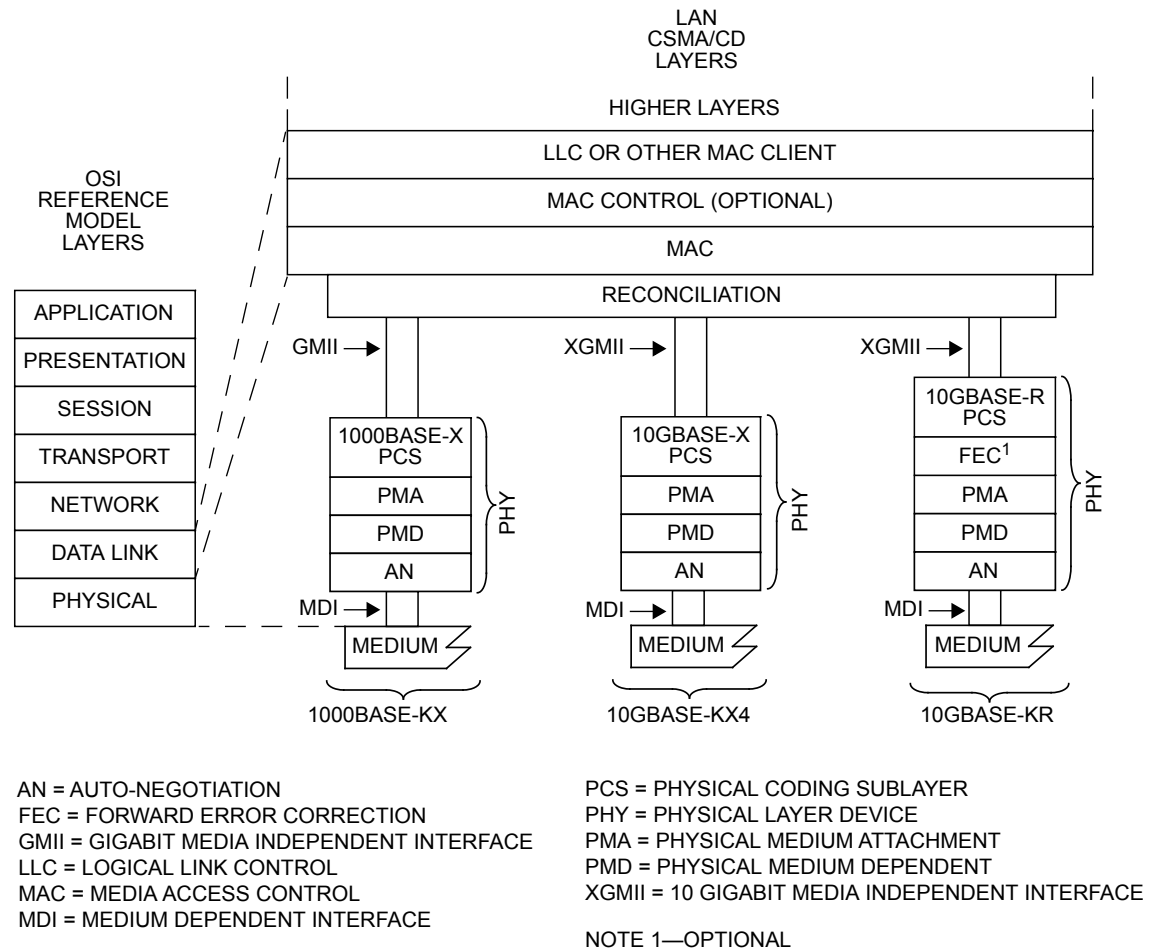 LAN
CSMA/CD
LAYERS
HIGHER LAYERS
LLC OR OTHER MAC CLIENT
MAC CONTROL (OPTIONAL)
MAC
RECONCILIATION
OSI
REFERENCE
MODEL
LAYERS
APPLICATION
PRESENTATION
SESSION
TRANSPORT
NETWORK
DATA LINK
PHYSICAL
GMII
1000BASE-X
PCS
PMA
PMD
AN
PHY
MDI
MEDIUM
1000BASE-KX
XGMII
10GBASE-X
PCS
PMA
PMD
AN
PHY
MDI
MEDIUM
10GBASE-KX4
XGMII
10GBASE-R
PCS
FEC1
PMA
PMD
AN
PHY
MDI
MEDIUM
10GBASE-KR
AN = AUTO-NEGOTIATION
FEC = FORWARD ERROR CORRECTION
GMII = GIGABIT MEDIA INDEPENDENT INTERFACE
LLC = LOGICAL LINK CONTROL
MAC = MEDIA ACCESS CONTROL
MDI = MEDIUM DEPENDENT INTERFACE
PCS = PHYSICAL CODING SUBLAYER
PHY = PHYSICAL LAYER DEVICE
PMA = PHYSICAL MEDIUM ATTACHMENT
PMD = PHYSICAL MEDIUM DEPENDENT
XGMII = 10 GIGABIT MEDIA INDEPENDENT INTERFACE
NOTE 1—OPTIONAL